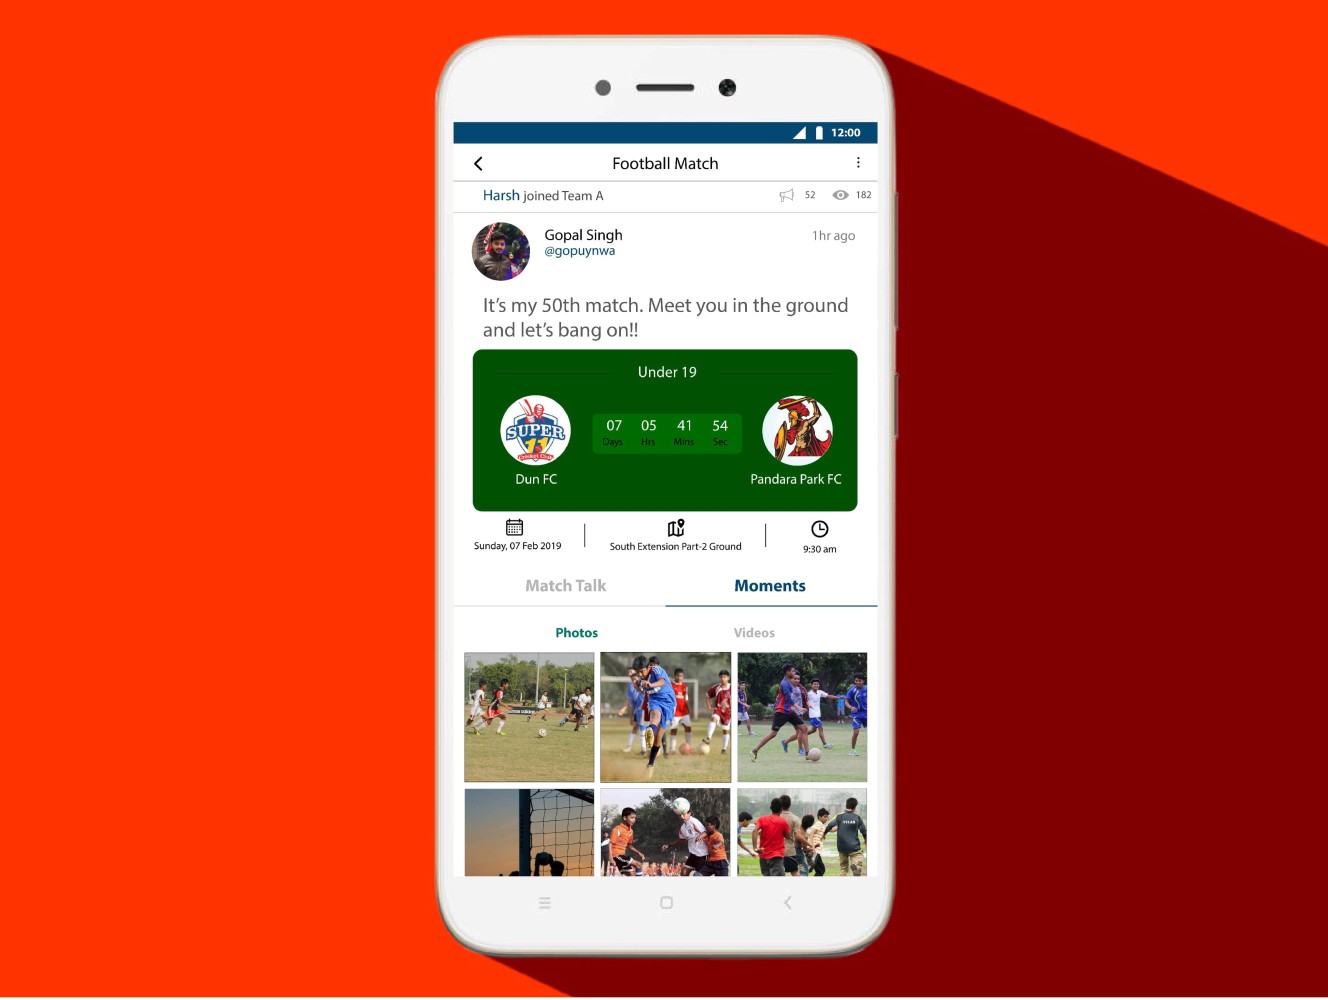 12:00
Football Match
Harsh joined Team A 52 182
Gopal Singh 1hr ago
@gopuynwa
It's my 50th match. Meet you in the ground
and let's bang on!!
Under 19
07 05 41 54
Days Hrs Mins Sec
SUPER
11
Cricket Club
Dun FC Pandara Park FC
Sunday, 07 Feb 2019 South Extension Part-2 Ground 9:30 am
Match Talk Moments
Photos Videos